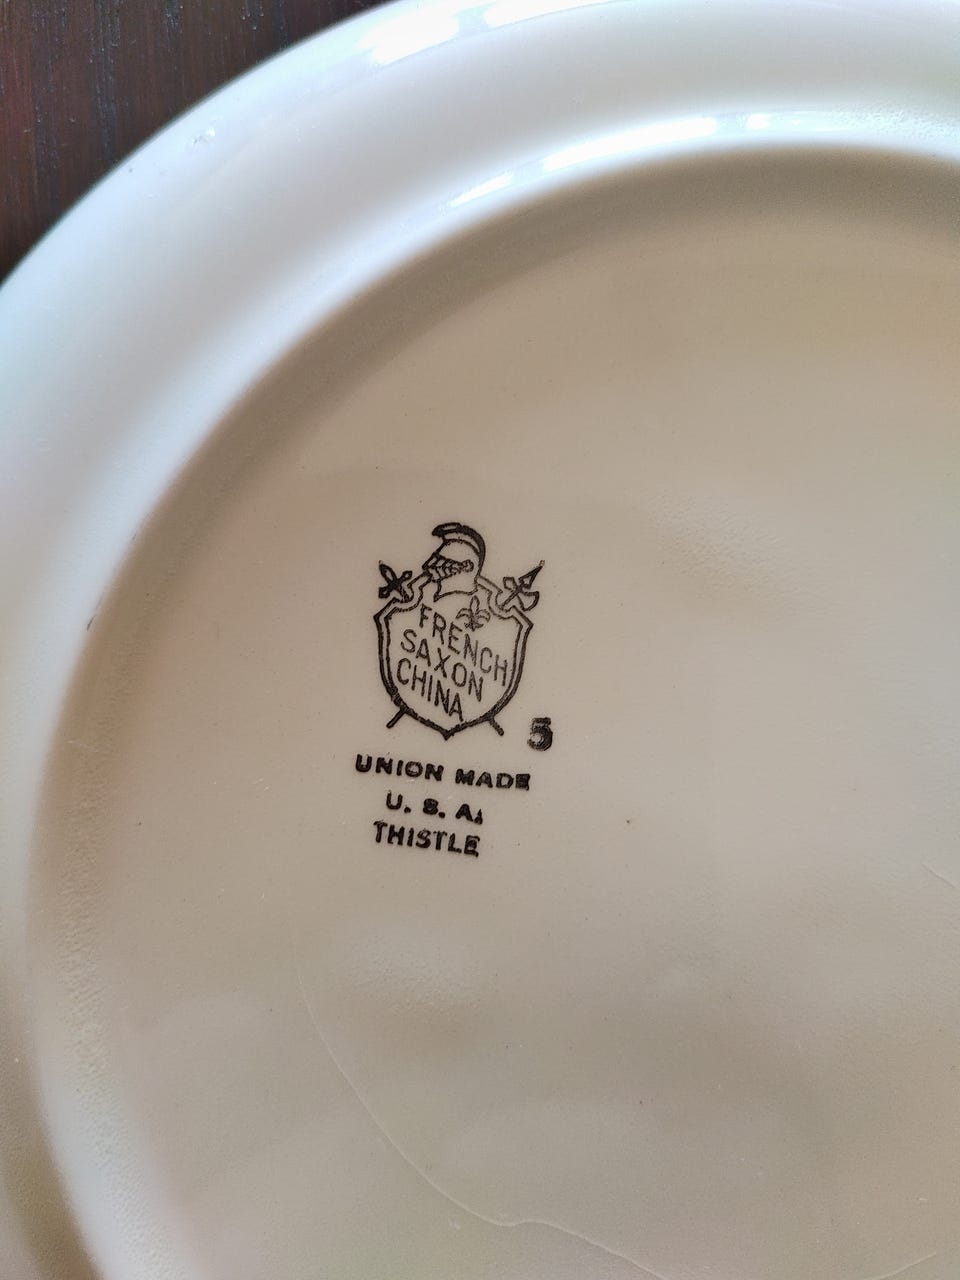 FRENCH
SAXON
CHINA
5
UNION MADE
U. S. A.
THISTLE